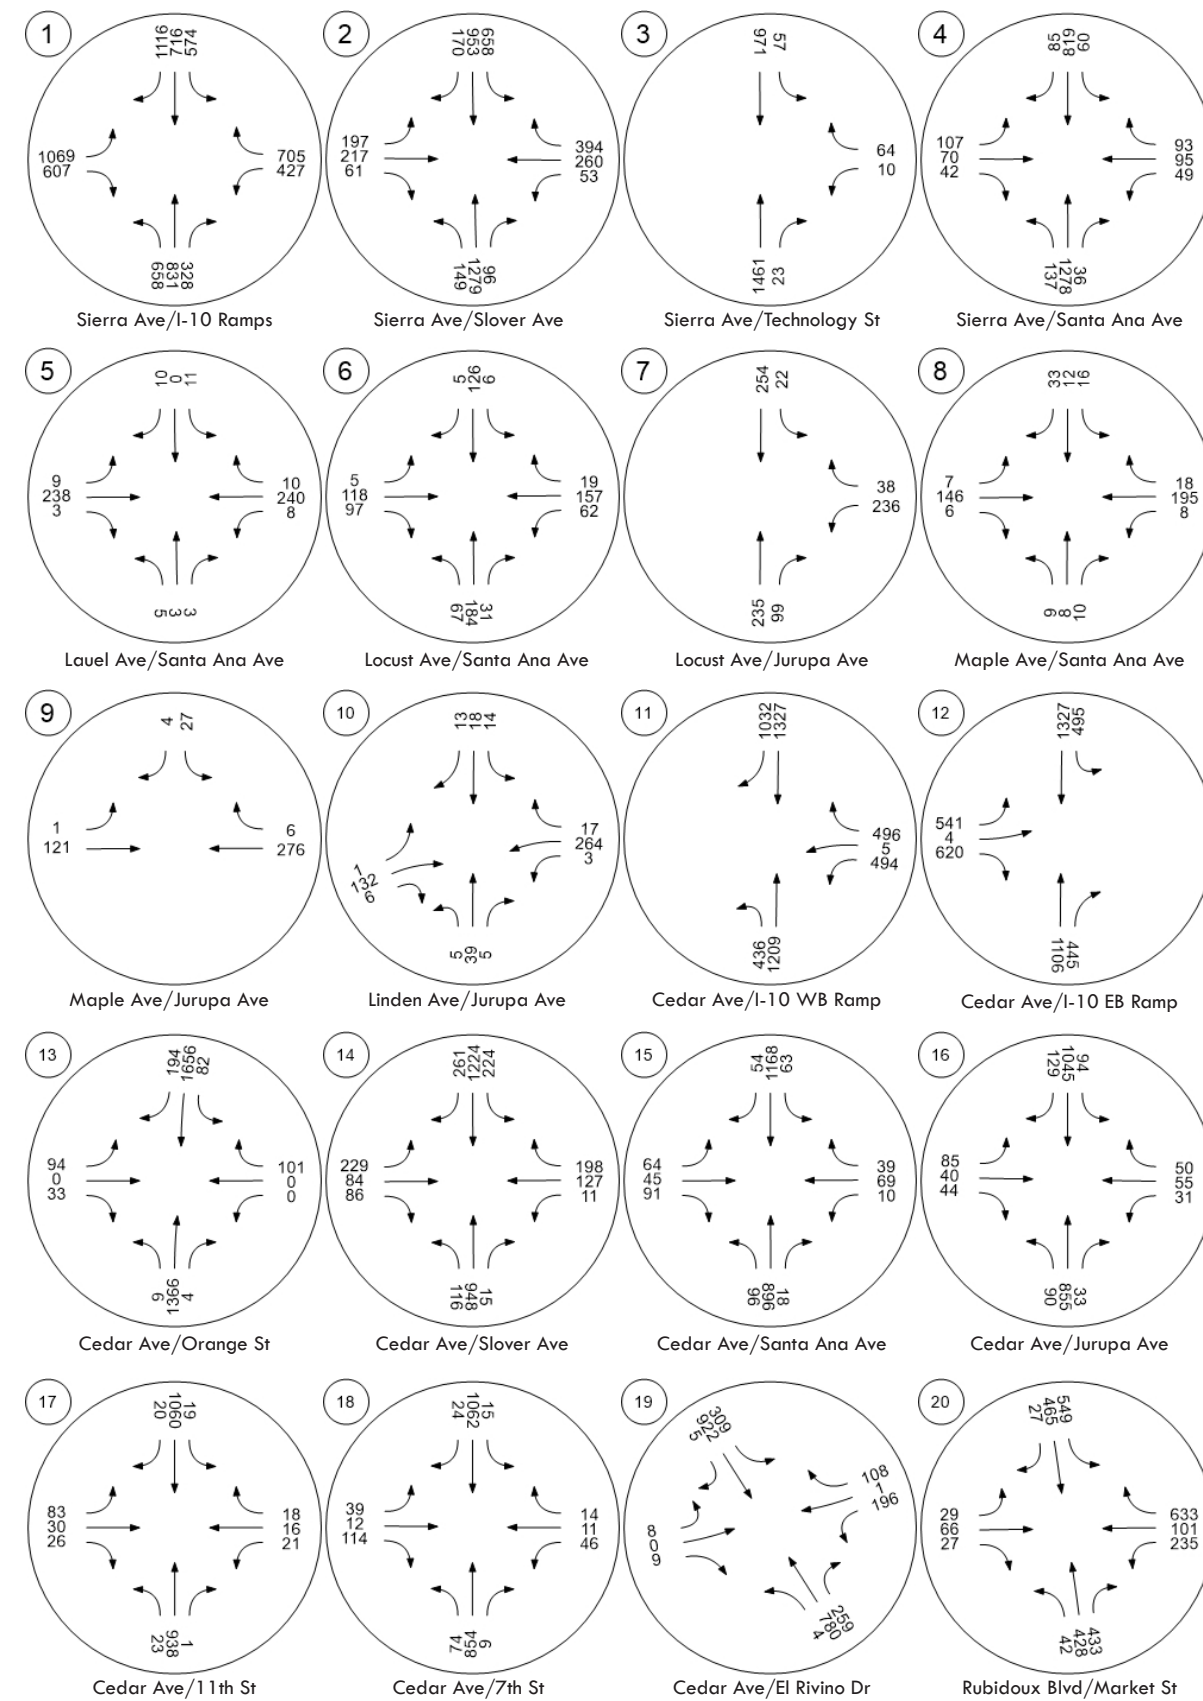 1
1116 716 574
1069
607
705
427
658 831 328
Sierra Ave/I-10 Ramps
2
170 953 658
197
217
61
394
260
53
149 1279 96
Sierra Ave/Slover Ave
3
971 57
64
10
1461 23
Sierra Ave/Technology St
4
85 819 60
107
70
42
93
95
49
137 1278 36
Sierra Ave/Santa Ana Ave
5
10 0 11
9
238
3
10
240
8
5 3 3
Lauel Ave/Santa Ana Ave
6
5 126 6
5
118
97
19
157
62
67 184 31
Locust Ave/Santa Ana Ave
7
254 22
38
236
235 99
Locust Ave/Jurupa Ave
8
33 12 16
7
146
6
18
195
8
9 8 10
Maple Ave/Santa Ana Ave
9
4 27
1
121
6
276
Maple Ave/Jurupa Ave
10
13 18 14
1
132
6
17
264
3
5 39 5
Linden Ave/Jurupa Ave
11
1032 1327
496
5
494
436 1209
Cedar Ave/I-10 WB Ramp
12
1327 495
541
4
620
1106 445
Cedar Ave/I-10 EB Ramp
13
194 1656 82
94
0
33
101
0
0
9 1366 4
Cedar Ave/Orange St
14
261 1224 224
229
84
86
198
127
11
116 948 15
Cedar Ave/Slover Ave
15
54 1168 63
64
45
91
39
69
10
96 896 18
Cedar Ave/Santa Ana Ave
16
129 1045 94
85
40
44
50
55
31
90 855 33
Cedar Ave/Jurupa Ave
17
20 1060 19
83
30
26
18
16
21
23 938 1
Cedar Ave/11th St
18
24 1062 15
39
12
114
14
11
46
74 854 9
Cedar Ave/7th St
19
5 922 309
8
0
9
108
1
196
4 780 259
Cedar Ave/El Rivino Dr
20
27 465 549
29
66
27
633
101
235
42 428 433
Rubidoux Blvd/Market St